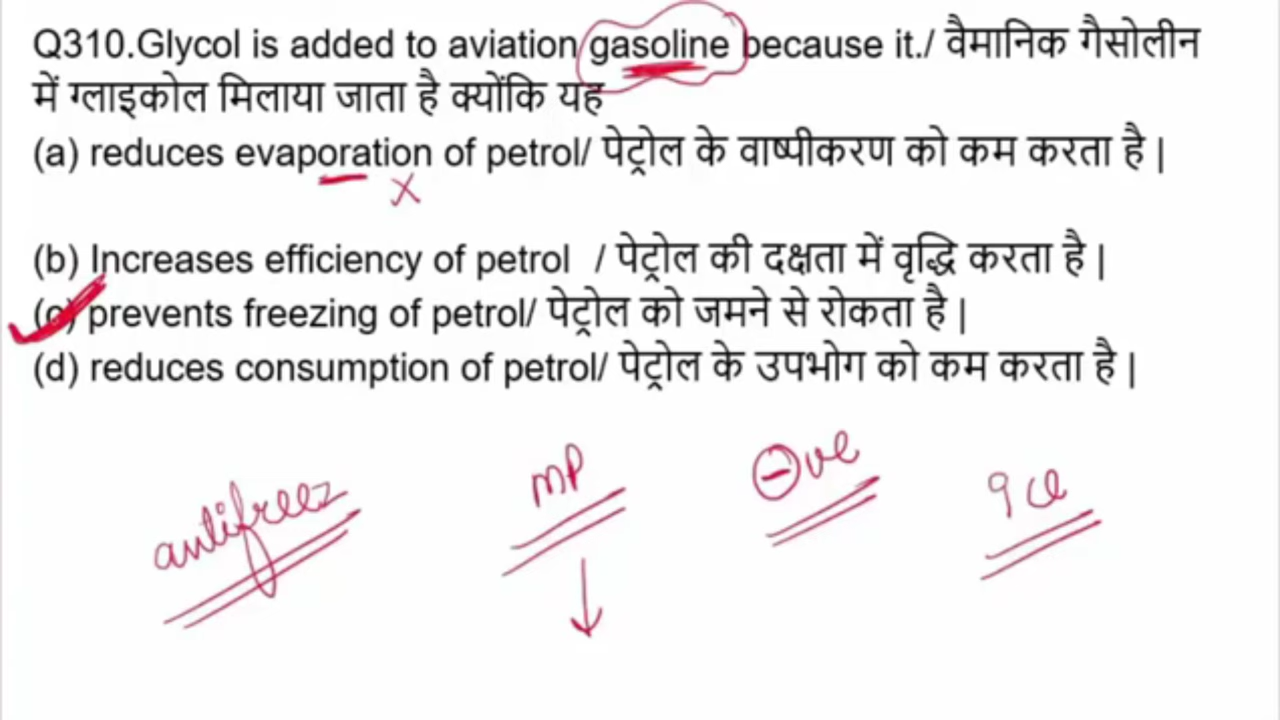 Q310.Glycol is added to aviation gasoline because it./ वैमानिक गैसोलीन
में ग्लाइकोल मिलाया जाता है क्योंकि यह
(a) reduces evaporation of petrol/ पेट्रोल के वाष्पीकरण को कम करता है |
(b) Increases efficiency of petrol / पेट्रोल की दक्षता में वृद्धि करता है |
(c) prevents freezing of petrol/ पेट्रोल को जमने से रोकता है |
(d) reduces consumption of petrol/ पेट्रोल के उपभोग को कम करता है |
antifreez MP -ve